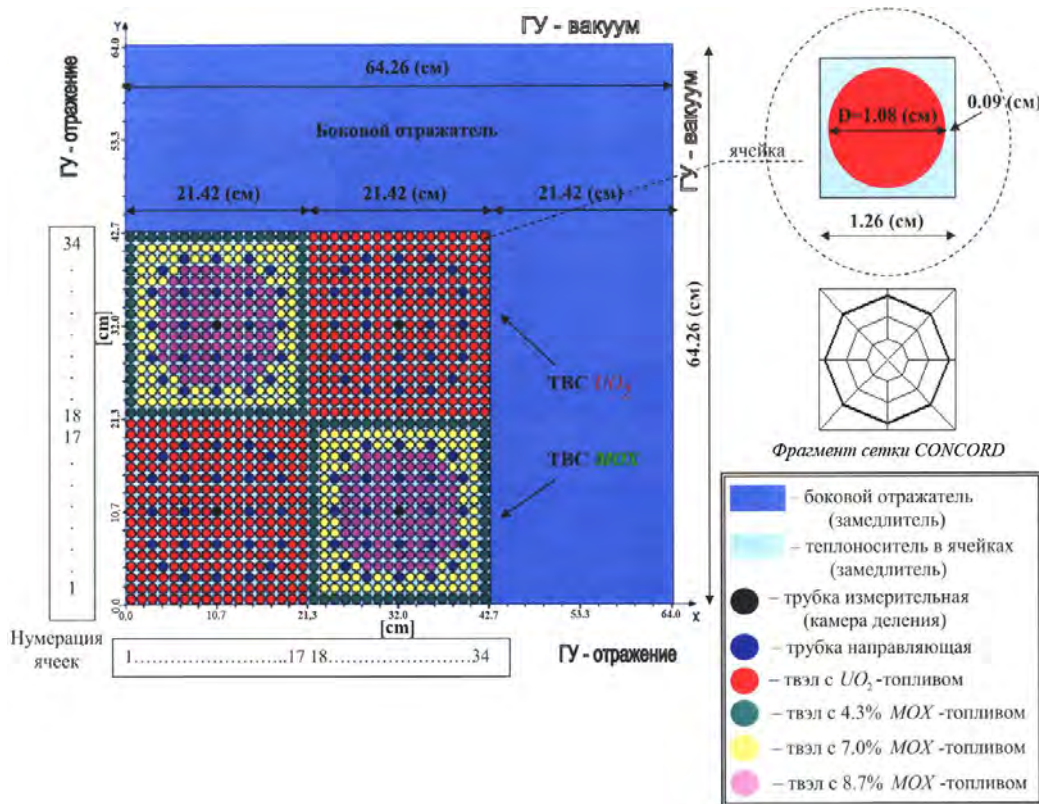 Y
ГУ - вакуум
64.0
64.26 (см)
ГУ - отражение
Боковой отражатель
53.3
ГУ - вакуум
21.42 (см)
21.42 (см)
21.42 (см)
42.7
34
18
17
1
32.0
[cm]
21.3
10.7
0.0
64.26 (см)
ТВС UO₂
ТВС MOX
0.0
10.7
21.3
32.0
42.7
53.3
64.0
X
[cm]
Нумерация
ячеек
1............................17 18............................34
ГУ - отражение
ячейка
D=1.08 (см)
0.09 (см)
1.26 (см)
Фрагмент сетки CONCORD
– боковой отражатель
(замедлитель)
– теплоноситель в ячейках
(замедлитель)
– трубка измерительная
(камера деления)
– трубка направляющая
– твэл с UO₂ -топливом
– твэл с 4.3% MOX -топливом
– твэл с 7.0% MOX -топливом
– твэл с 8.7% MOX -топливом